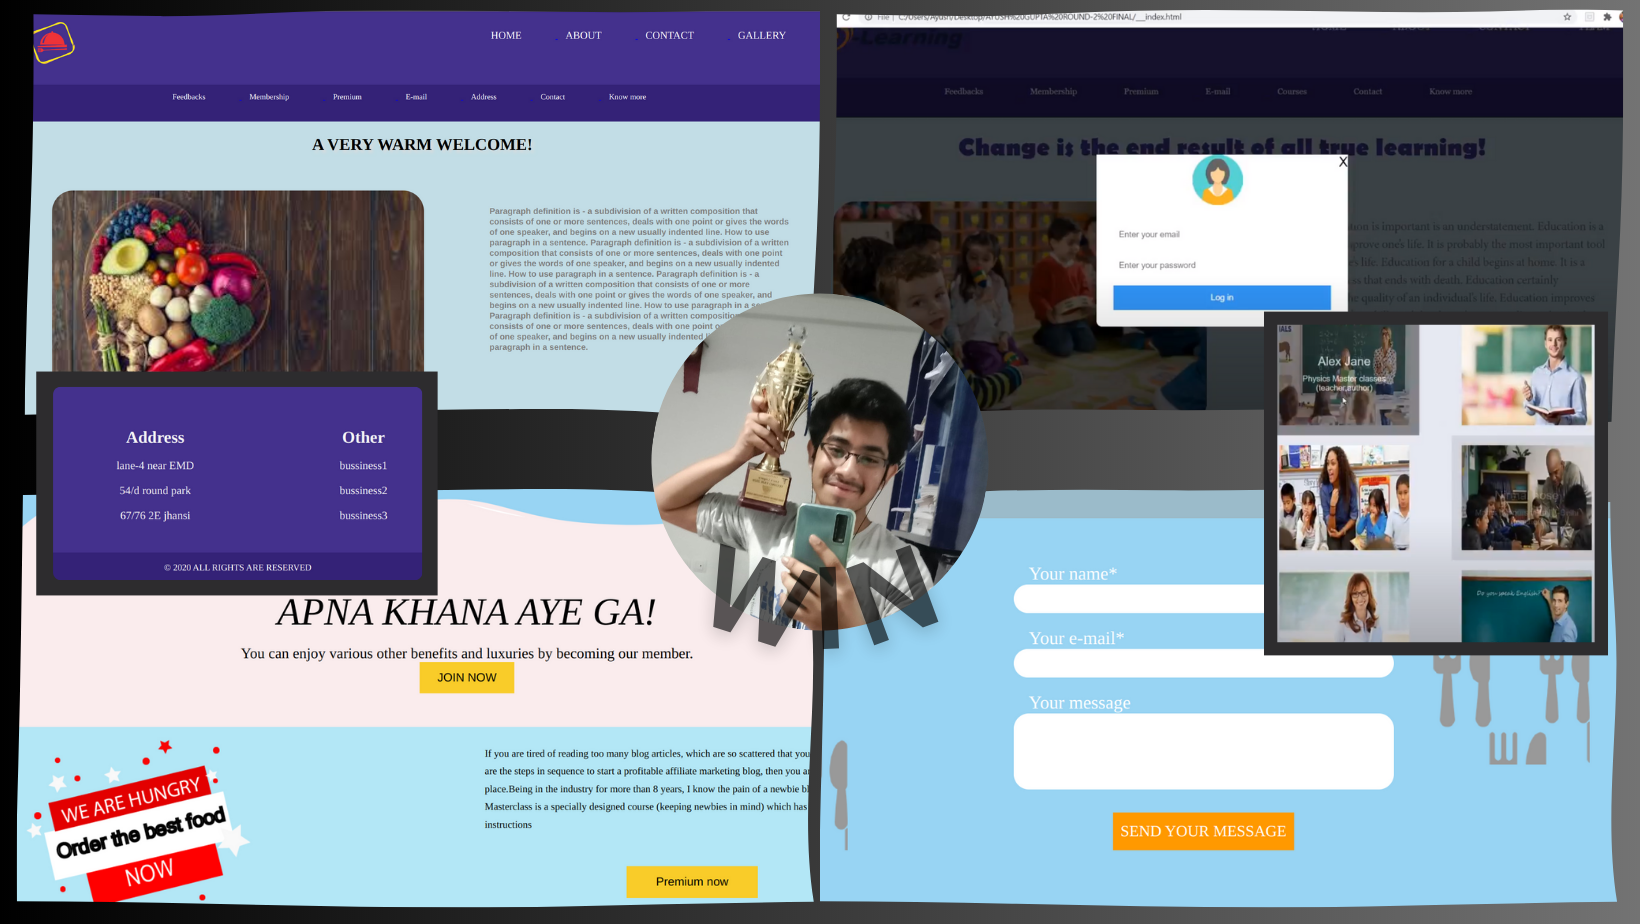 HOME ABOUT CONTACT GALLERY
Feedbacks Membership Premium E-mail Address Contact Know more
A VERY WARM WELCOME!
Paragraph definition is - a subdivision of a written composition that
consists of one or more sentences, deals with one point or gives the words
of one speaker, and begins on a new usually indented line. How to use
paragraph in a sentence. Paragraph definition is - a subdivision of a written
composition that consists of one or more sentences, deals with one point
or gives the words of one speaker, and begins on a new usually indented
line. How to use paragraph in a sentence. Paragraph definition is - a
subdivision of a written composition that consists of one or more
sentences, deals with one point or gives the words of one speaker, and
begins on a new usually indented line. How to use paragraph in a
Paragraph definition is - a subdivision of a written
consists of one or more sentences, deals with one point
of one speaker, and begins on a new usually indented
paragraph in a sentence.
Address Other
lane-4 near EMD bussiness1
54/d round park bussiness2
67/76 2E jhansi bussiness3
© 2020 ALL RIGHTS ARE RESERVED
APNA KHANA AYE GA!
You can enjoy various other benefits and luxuries by becoming our member.
JOIN NOW
WE ARE HUNGRY
Order the best food
NOW
If you are tired of reading too many blog articles, which are so scattered that you
are the steps in sequence to start a profitable affiliate marketing blog, then you
place.Being in the industry for more than 8 years, I know the pain of a newbie
Masterclass is a specially designed course (keeping newbies in mind) which has
instructions
Premium now
WIN
File | C:/Users/Ayush/Desktop/AYUSH%20GUPTA%20ROUND-2%20FINAL/__index.html
-Learning
HOME ABOUT CONTACT
Feedbacks Membership Premium E-mail Courses Contact Know more
Change is the end result of all true learning!
X
Enter your email
Enter your password
Log in
is important is an understatement. Education is a
one's life. It is probably the most important tool
life. Education for a child begins at home. It is a
that ends with death. Education certainly
quality of an individual's life. Education improves
Alex Jane
Physics Master classes
(teacher,author)
Do you speak English?
Your name*
Your e-mail*
Your message
SEND YOUR MESSAGE